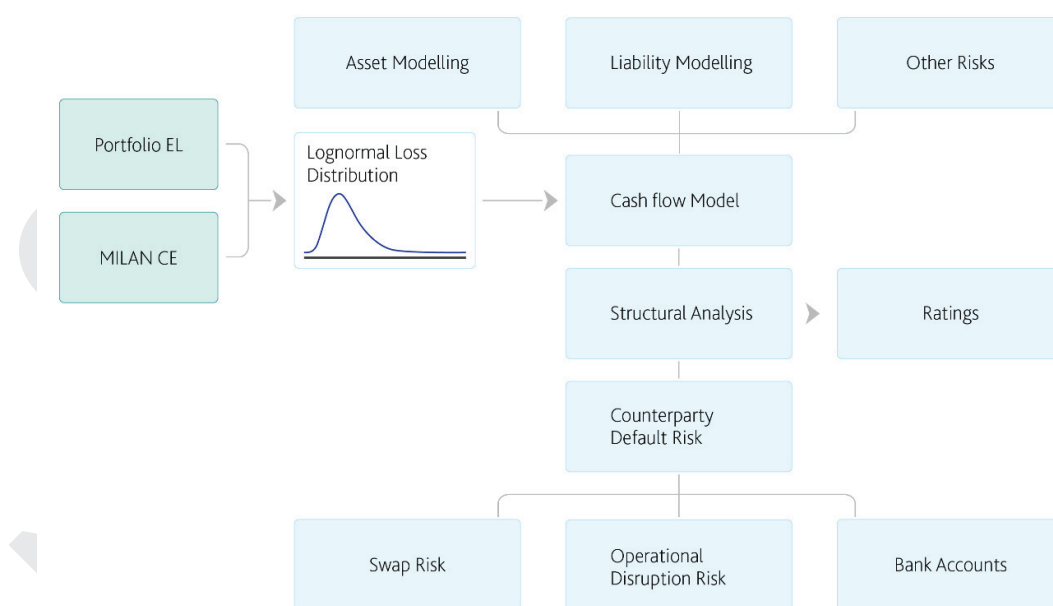 Asset Modelling
Liability Modelling
Other Risks
Portfolio EL
MILAN CE
Lognormal Loss
Distribution
Cash flow Model
Structural Analysis
Ratings
Counterparty
Default Risk
Swap Risk
Operational
Disruption Risk
Bank Accounts